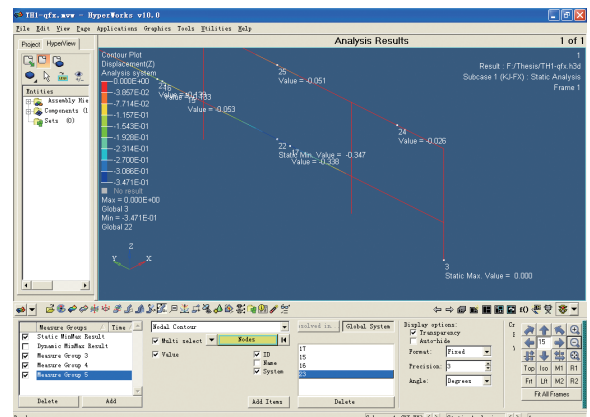 TH1-qfx.mvw - HyperWorks v10.0
File Edit View Page Applications Graphics Tools Utilities Help
Project HyperView
Analysis Results
1 of 1
Contour Plot
Displacement(Z)
Analysis system
0.000E+00
-3.857E-02
-7.714E-02
-1.157E-01
-1.543E-01
-1.928E-01
-2.314E-01
-2.700E-01
-3.086E-01
-3.471E-01
No result
Max = 0.000E+00
Global 3
Min = -3.471E-01
Global 22
1
Result : F:/Thesis/TH1-qfx.h3d
Subcase 1 (KJ-FX) : Static Analysis
Frame 1
25
Value = -0.051
Value = -0.053
24
Value = -0.026
22
17
Static Min. Value = -0.347
Value = -0.338
3
Static Max. Value = 0.000
Z
Y X
Entities
Assembly Hie
Components (1
Sets (0)
Measure Groups Time
Static MinMax Result
Dynamic MinMax Result
Measure Group 3
Measure Group 4
Measure Group 5
Delete Add
Nodal Contour
Multi select Nodes
Value
ID
Name
System
Add Items
Global System
17
15
16
23
Delete
Display options:
Transparency
Auto-hide
Format: Fixed
Precision: 3
Angle: Degrees
15
Top Iso M1 R1
Frt Lft M2 R2
Fit All Frames